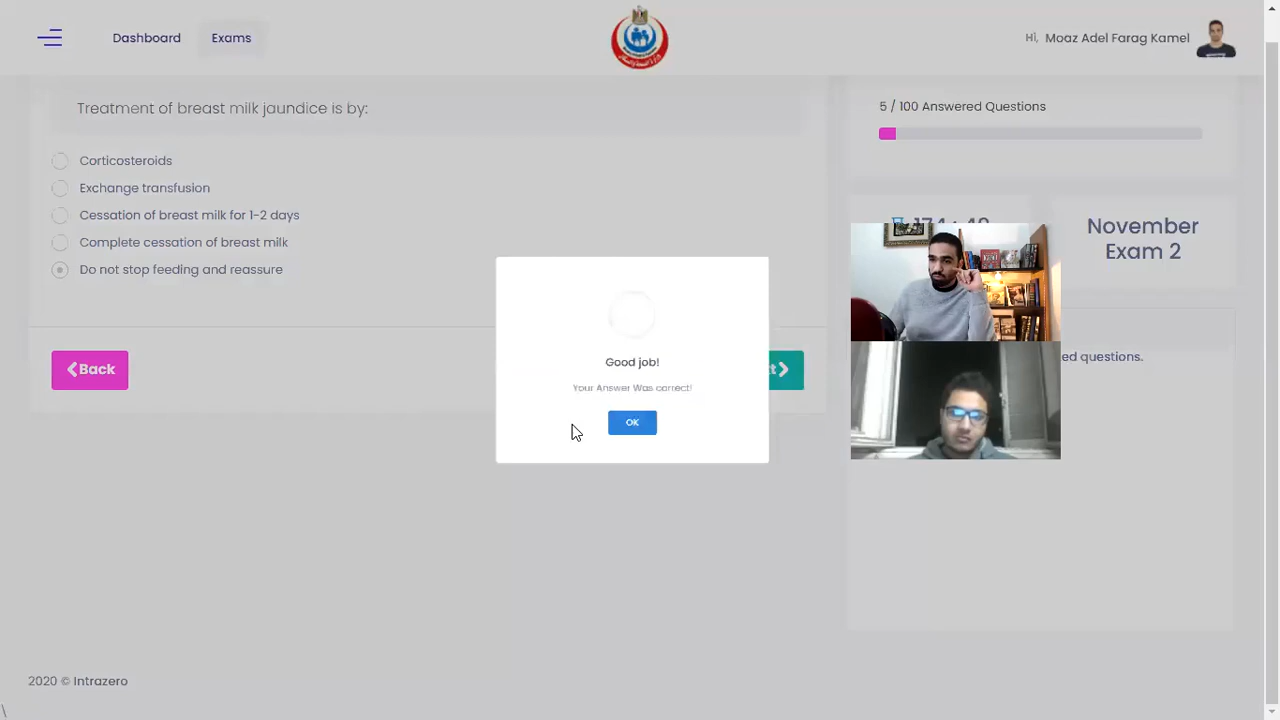 Dashboard
Exams
Hi, Moaz Adel Farag Kamel
Treatment of breast milk jaundice is by:
Corticosteroids
Exchange transfusion
Cessation of breast milk for 1-2 days
Complete cessation of breast milk
Do not stop feeding and reassure
Back
Good job!
Your Answer Was correct!
OK
5 / 100 Answered Questions
November
Exam 2
ed questions.
2020 © Intrazero
\